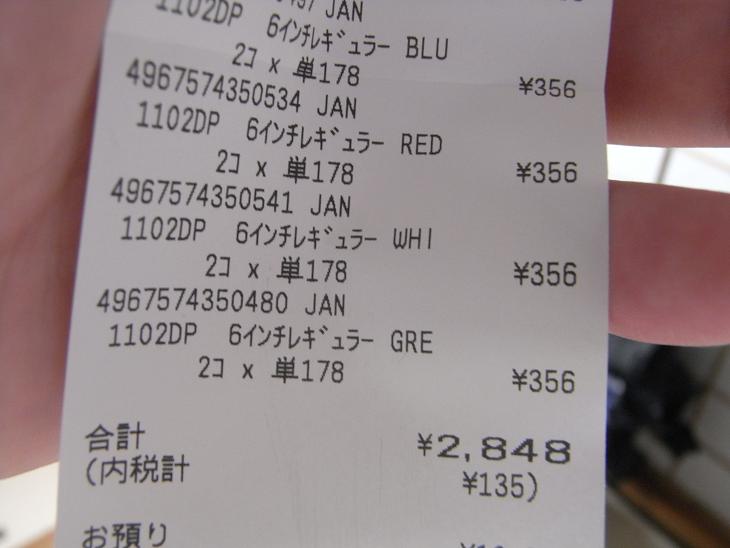 JAN
1102DP 6ｲﾝﾁﾚｷﾞｭﾗｰ BLU
2ｺ x 単178 ¥356
4967574350534 JAN
1102DP 6ｲﾝﾁﾚｷﾞｭﾗｰ RED
2ｺ x 単178 ¥356
4967574350541 JAN
1102DP 6ｲﾝﾁﾚｷﾞｭﾗｰ WHI
2ｺ x 単178 ¥356
4967574350480 JAN
1102DP 6ｲﾝﾁﾚｷﾞｭﾗｰ GRE
2ｺ x 単178 ¥356
合計 ¥2,848
(内税計 ¥135)
お預り